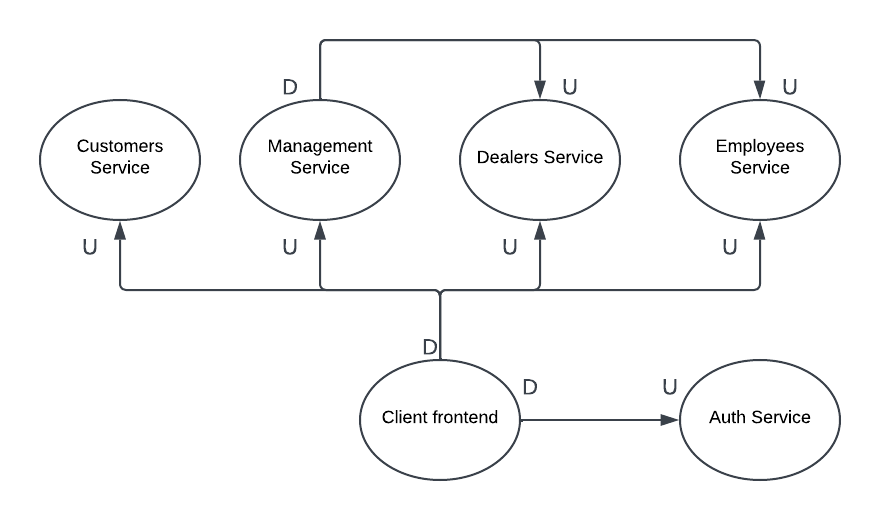 D
U
U
Customers
Service
Management
Service
Dealers Service
Employees
Service
U
U
U
U
D
D
U
Client frontend
Auth Service